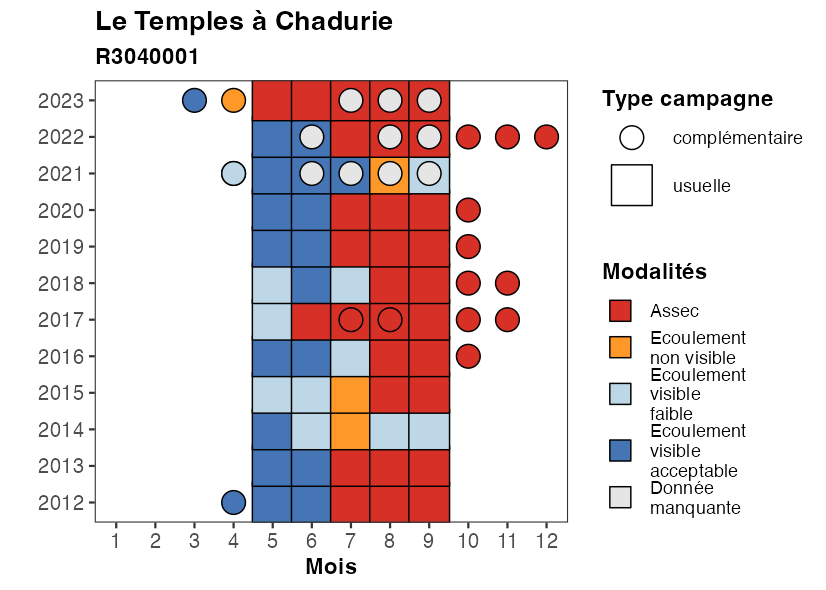 Le Temples à Chadurie
R3040001
2023
2022
2021
2020
2019
2018
2017
2016
2015
2014
2013
2012
1 2 3 4 5 6 7 8 9 10 11 12
Mois
Type campagne
complémentaire
usuelle
Modalités
Assec
Ecoulement
non visible
Ecoulement
visible
faible
Ecoulement
visible
acceptable
Donnée
manquante